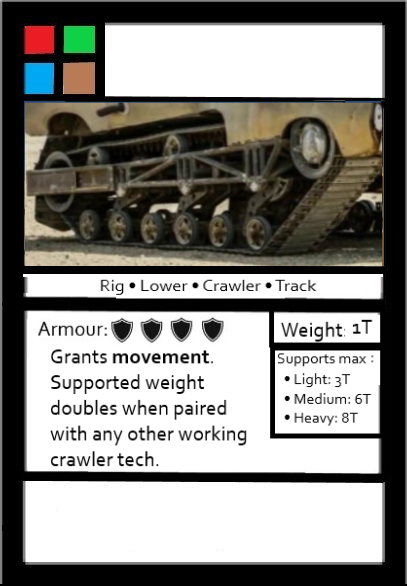 Rig • Lower • Crawler • Track
Armour:
Grants movement.
Supported weight
doubles when paired
with any other working
crawler tech.
Weight: 1T
Supports max :
• Light: 3T
• Medium: 6T
• Heavy: 8T